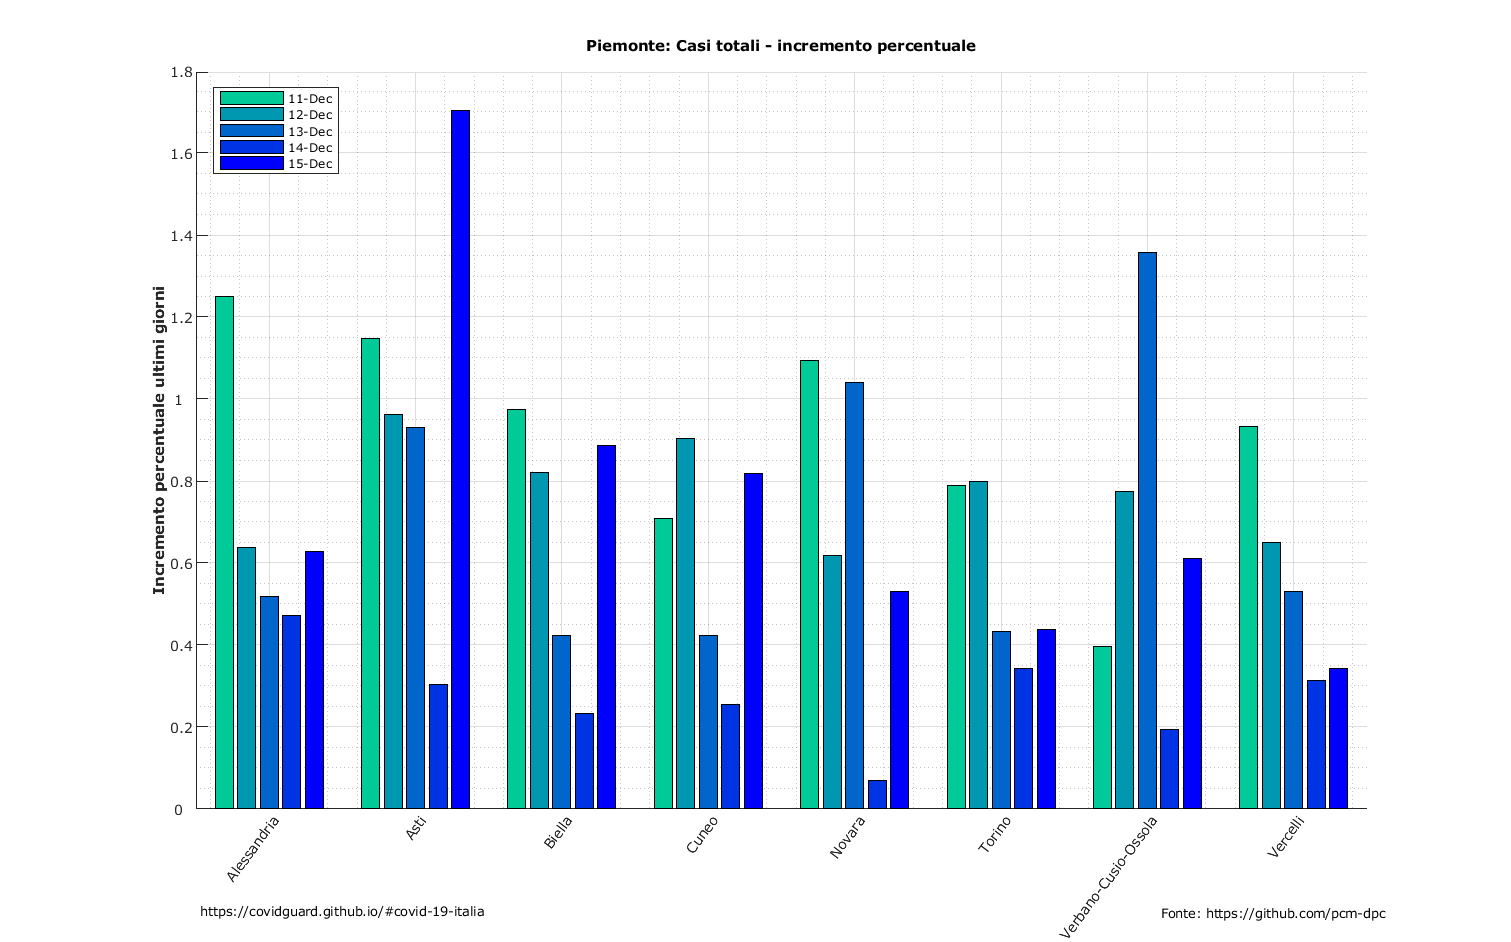 Piemonte: Casi totali - incremento percentuale
Incremento percentuale ultimi giorni
1.8
1.6
1.4
1.2
1
0.8
0.6
0.4
0.2
0
11-Dec
12-Dec
13-Dec
14-Dec
15-Dec
Alessandria
Asti
Biella
Cuneo
Novara
Torino
Verbano-Cusio-Ossola
Vercelli
https://covidguard.github.io/#covid-19-italia
Fonte: https://github.com/pcm-dpc